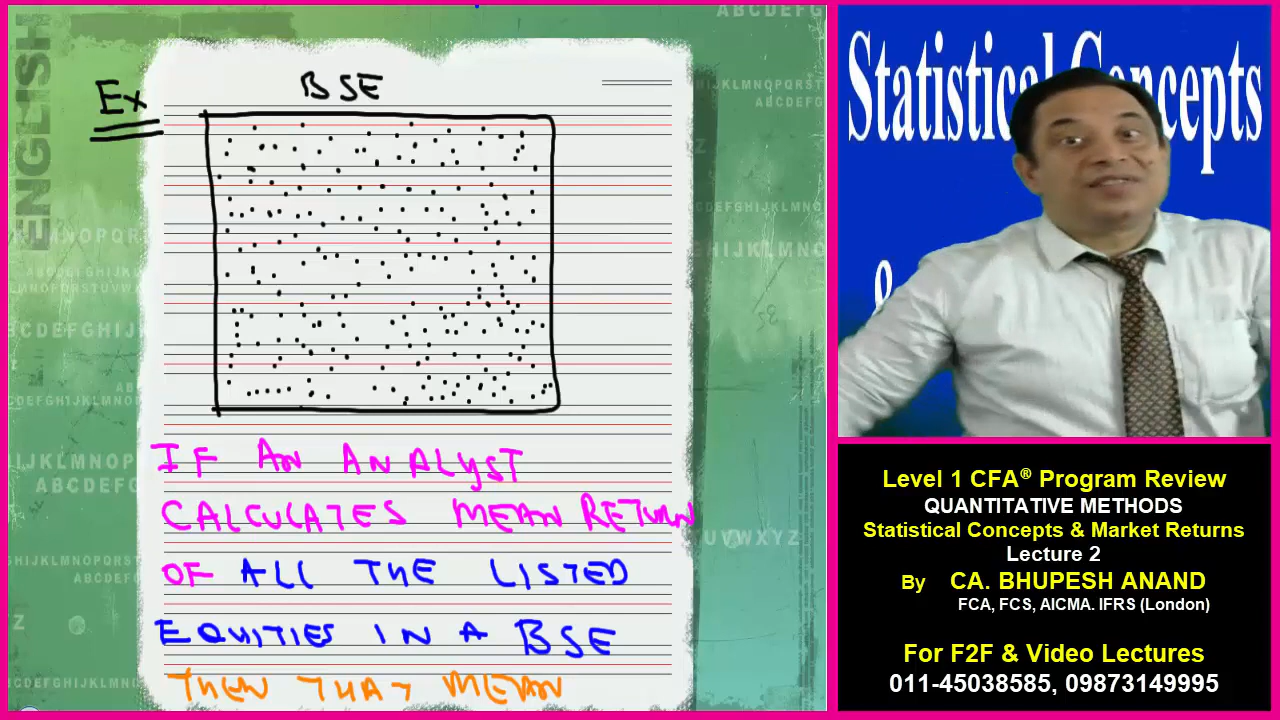 Ex
BSE
IF AN ANALYST
CALCULATES MEAN RETURN
OF ALL THE LISTED
EQUITIES IN A BSE
THEN THAT MEAN
ENGLISH
ABCDEFG
Statistical Concepts
&
Level 1 CFA® Program Review
QUANTITATIVE METHODS
Statistical Concepts & Market Returns
Lecture 2
By CA. BHUPESH ANAND
FCA, FCS, AICMA. IFRS (London)
For F2F & Video Lectures
011-45038585, 09873149995